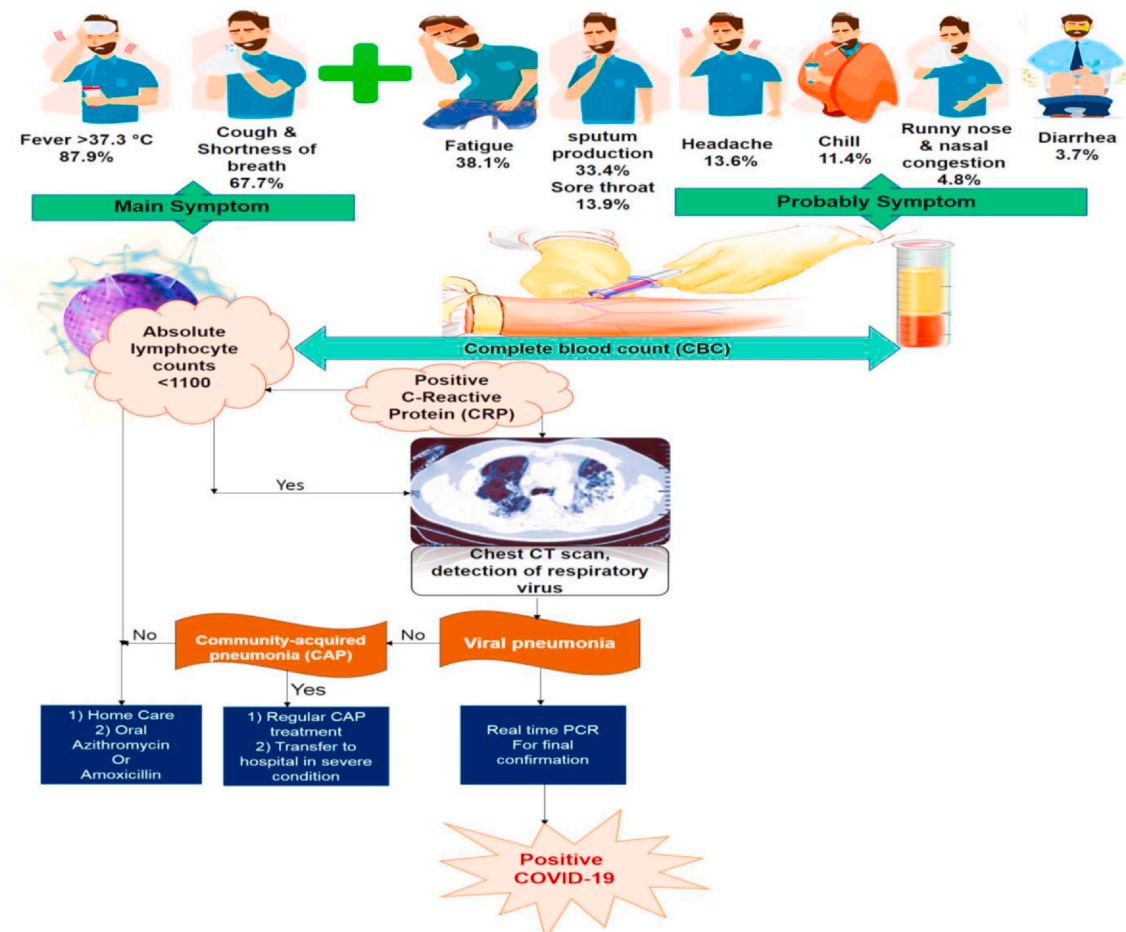 Fever >37.3 °C
87.9%
Cough &
Shortness of
breath
67.7%
Fatigue
38.1%
sputum
production
33.4%
Sore throat
13.9%
Headache
13.6%
Chill
11.4%
Runny nose
& nasal
congestion
4.8%
Diarrhea
3.7%
Main Symptom
Probably Symptom
Absolute
lymphocyte
counts
<1100
Complete blood count (CBC)
Positive
C-Reactive
Protein (CRP)
Yes
Chest CT scan,
detection of respiratory
virus
No
Community-acquired
pneumonia (CAP)
No
Viral pneumonia
Yes
1) Home Care
2) Oral
Azithromycin
Or
Amoxicillin
1) Regular CAP
treatment
2) Transfer to
hospital in severe
condition
Real time PCR
For final
confirmation
Positive
COVID-19